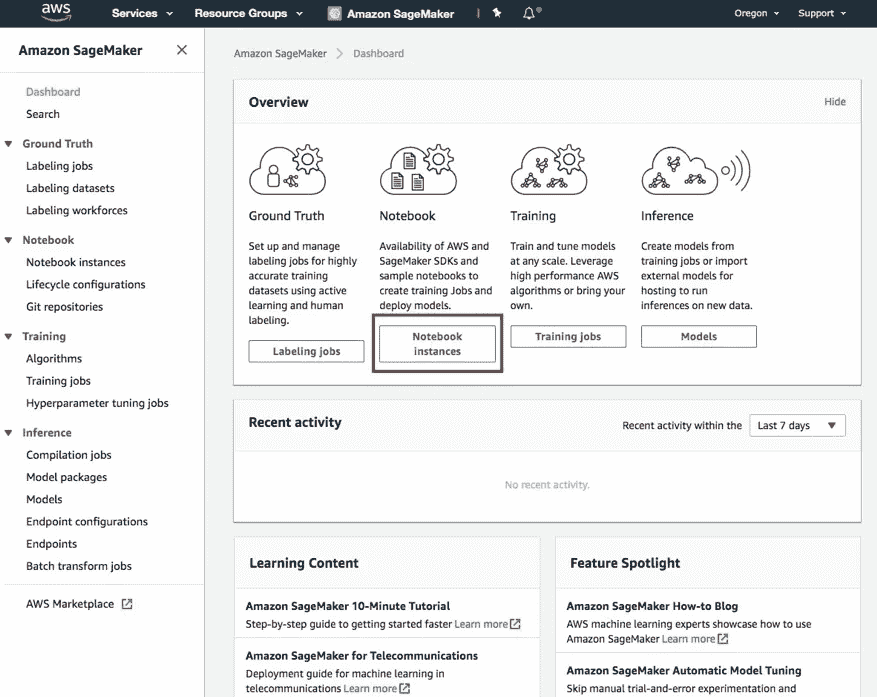 aws
Services
Resource Groups
Amazon SageMaker
Oregon
Support
Amazon SageMaker
Dashboard
Search
Ground Truth
Labeling jobs
Labeling datasets
Labeling workforces
Notebook
Notebook instances
Lifecycle configurations
Git repositories
Training
Algorithms
Training jobs
Hyperparameter tuning jobs
Inference
Compilation jobs
Model packages
Models
Endpoint configurations
Endpoints
Batch transform jobs
AWS Marketplace
Amazon SageMaker
Dashboard
Overview
Hide
Ground Truth
Set up and manage
labeling jobs for highly
accurate training
datasets using active
learning and human
labeling.
Labeling jobs
Notebook
Availability of AWS and
SageMaker SDKs and
sample notebooks to
create training Jobs and
deploy models.
Notebook
instances
Training
Train and tune models
at any scale. Leverage
high performance AWS
algorithms or bring your
own.
Training jobs
Inference
Create models from
training jobs or import
external models for
hosting to run
inferences on new data.
Models
Recent activity
Recent activity within the
Last 7 days
No recent activity.
Learning Content
Amazon SageMaker 10-Minute Tutorial
Step-by-step guide to getting started faster Learn more
Amazon SageMaker for Telecommunications
Deployment guide for machine learning in
telecommunications Learn more
Feature Spotlight
Amazon SageMaker How-to Blog
AWS machine learning experts showcase how to use
Amazon SageMaker Learn more
Amazon SageMaker Automatic Model Tuning
Skip manual trial-and-error experimentation and